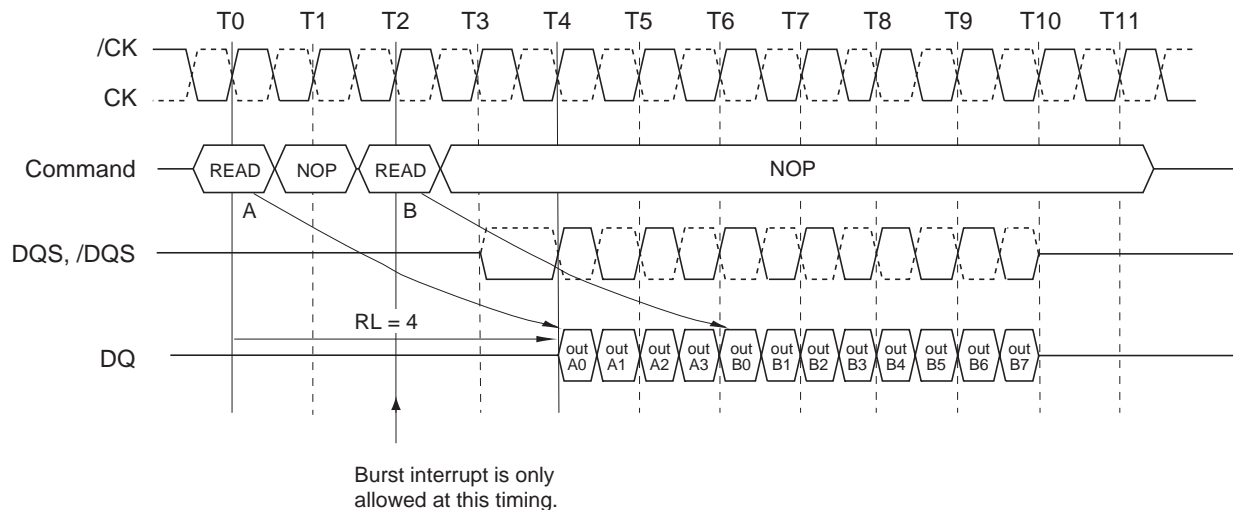 T0 T1 T2 T3 T4 T5 T6 T7 T8 T9 T10 T11
/CK
CK
Command READ NOP READ NOP
A B
DQS, /DQS
RL = 4
DQ
out A0 out A1 out A2 out A3 out B0 out B1 out B2 out B3 out B4 out B5 out B6 out B7
Burst interrupt is only
allowed at this timing.